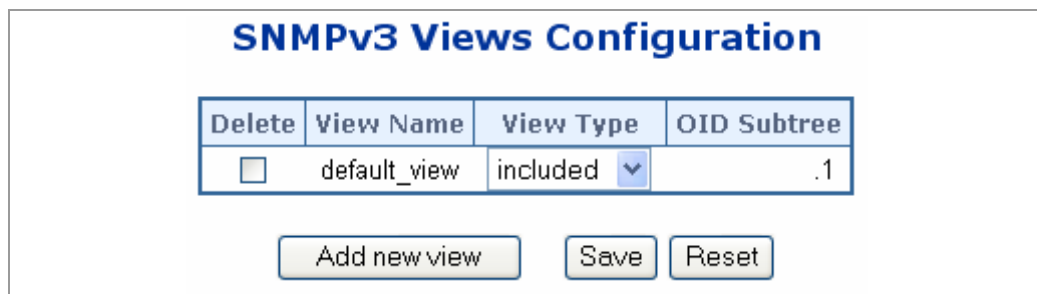 SNMPv3 Views Configuration
Delete View Name View Type OID Subtree
default_view included .1
Add new view Save Reset